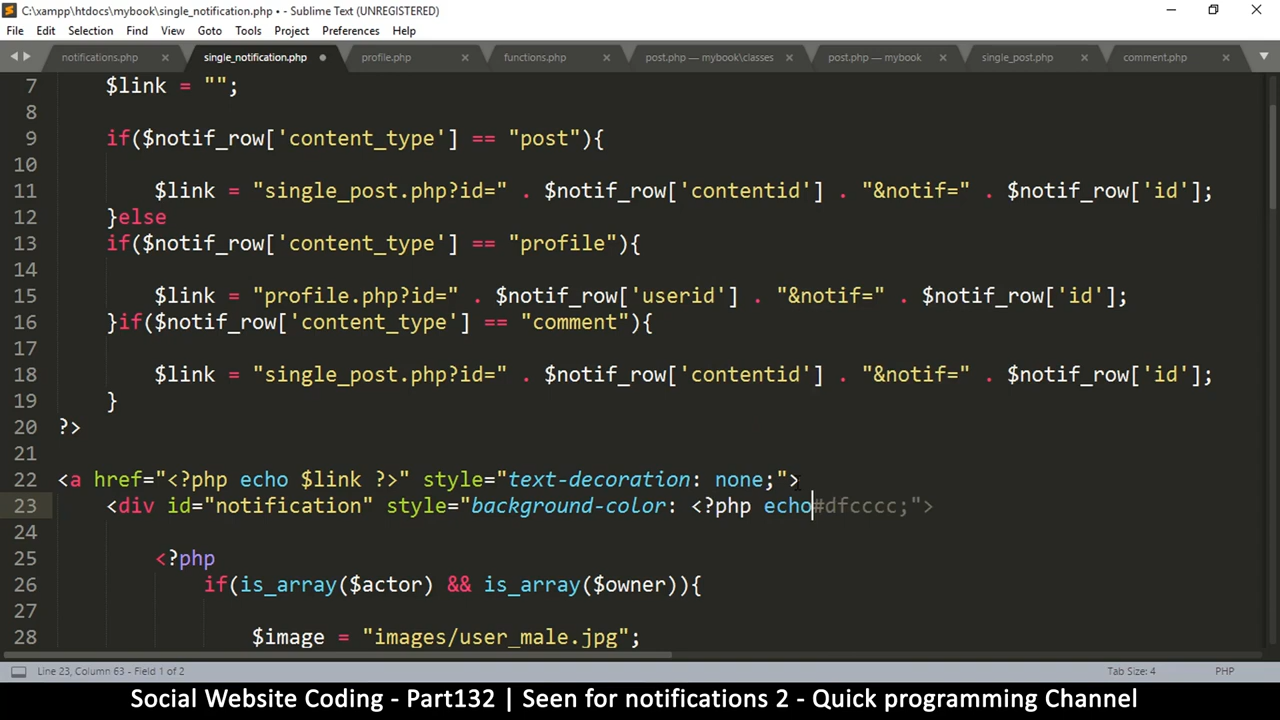 C:\xampp\htdocs\mybook\single_notification.php • - Sublime Text (UNREGISTERED)
File Edit Selection Find View Goto Tools Project Preferences Help
notifications.php × single_notification.php • profile.php × functions.php × post.php — mybook\classes × post.php — mybook × single_post.php × comment.php ×
7 $link = "";
8
9 if($notif_row['content_type'] == "post"){
10
11 $link = "single_post.php?id=" . $notif_row['contentid'] . "&notif=" . $notif_row['id'];
12 }else
13 if($notif_row['content_type'] == "profile"){
14
15 $link = "profile.php?id=" . $notif_row['userid'] . "&notif=" . $notif_row['id'];
16 }if($notif_row['content_type'] == "comment"){
17
18 $link = "single_post.php?id=" . $notif_row['contentid'] . "&notif=" . $notif_row['id'];
19 }
20 ?>
21
22 <a href="<?php echo $link ?>" style="text-decoration: none;">
23 <div id="notification" style="background-color: <?php echo#dfcccc;">
24
25 <?php
26 if(is_array($actor) && is_array($owner)){
27
28 $image = "images/user_male.jpg";
Line 23, Column 63 - Field 1 of 2 Tab Size: 4 PHP
Social Website Coding - Part132 | Seen for notifications 2 - Quick programming Channel